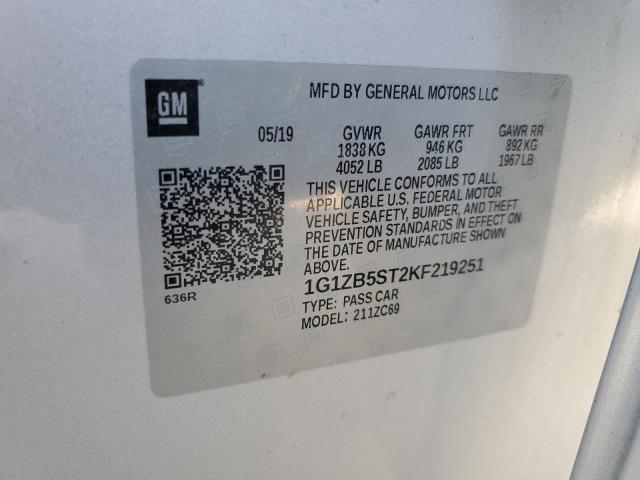 GM
MFD BY GENERAL MOTORS LLC
05/19 GVWR GAWR FRT GAWR RR
1838 KG 946 KG 892 KG
4052 LB 2085 LB 1967 LB
THIS VEHICLE CONFORMS TO ALL
APPLICABLE U.S. FEDERAL MOTOR
VEHICLE SAFETY, BUMPER, AND THEFT
PREVENTION STANDARDS IN EFFECT ON
THE DATE OF MANUFACTURE SHOWN
ABOVE.
1G1ZB5ST2KF219251
TYPE: PASS CAR
MODEL: 211ZC69
636R